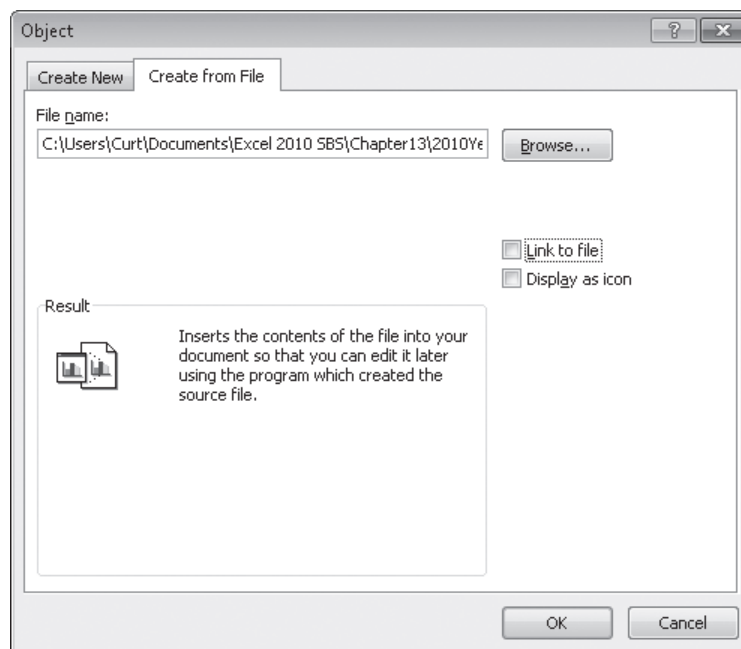 Object
Create New
Create from File
File name:
C:\Users\Curt\Documents\Excel 2010 SBS\Chapter13\2010Ye
Browse...
Link to file
Display as icon
Result
Inserts the contents of the file into your
document so that you can edit it later
using the program which created the
source file.
OK
Cancel